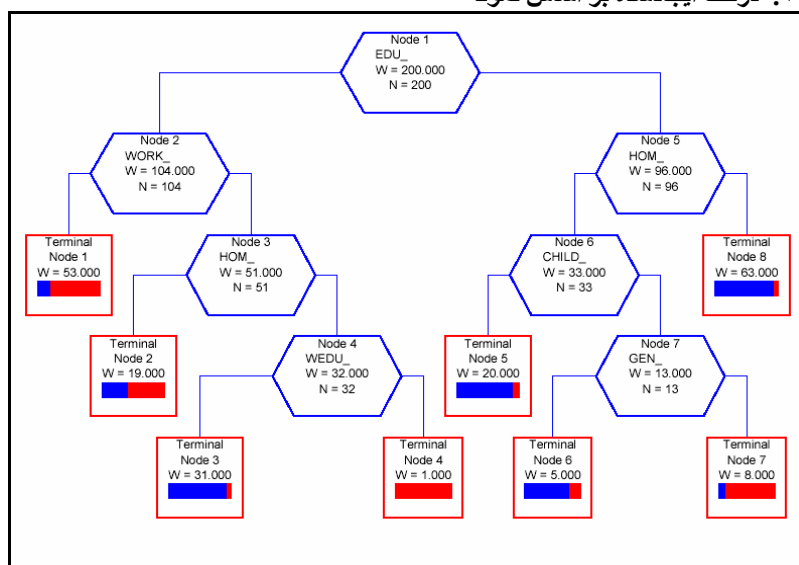 Node 1
EDU_
W = 200.000
N = 200
Node 2
WORK_
W = 104.000
N = 104
Node 5
HOM_
W = 96.000
N = 96
Terminal
Node 1
W = 53.000
Node 3
HOM_
W = 51.000
N = 51
Node 6
CHILD_
W = 33.000
N = 33
Terminal
Node 8
W = 63.000
Terminal
Node 2
W = 19.000
Node 4
WEDU_
W = 32.000
N = 32
Terminal
Node 5
W = 20.000
Node 7
GEN_
W = 13.000
N = 13
Terminal
Node 3
W = 31.000
Terminal
Node 4
W = 1.000
Terminal
Node 6
W = 5.000
Terminal
Node 7
W = 8.000